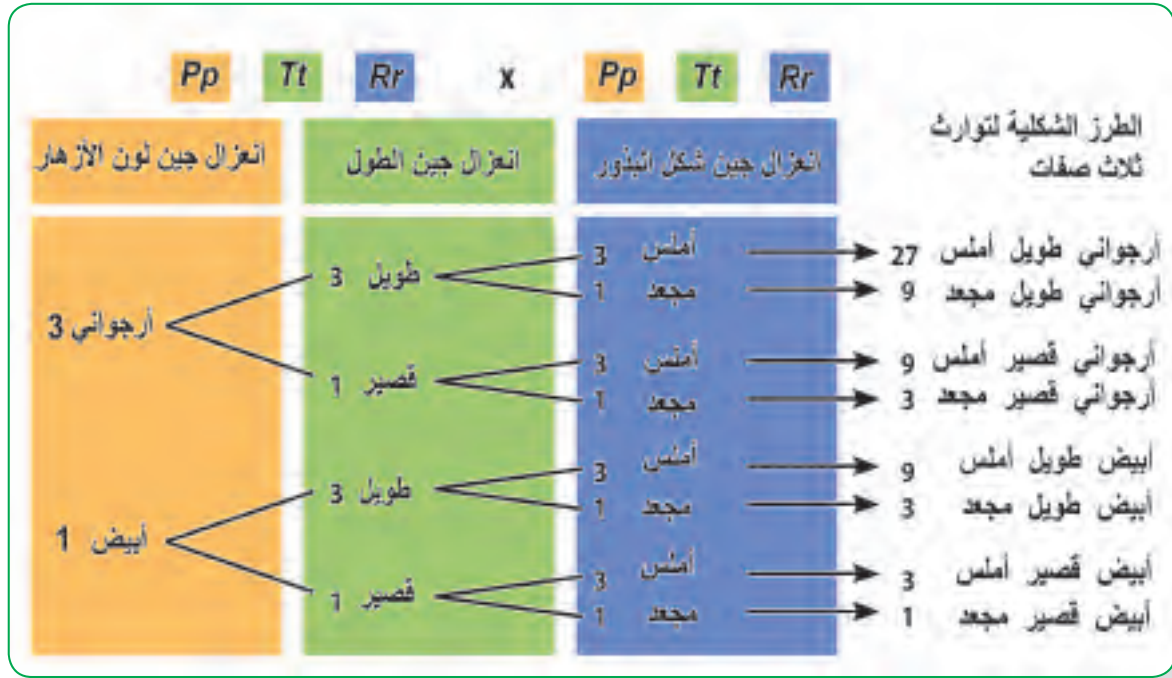 Pp Tt Rr x Pp Tt Rr
الطرز الشكلية لتوارث
ثلاث صفات
انعزال جين شكل البذور
انعزال جين الطول
انعزال جين لون الأزهار
أرجواني 3
أبيض 1
طويل 3
قصير 1
طويل 3
قصير 1
أملس 3
مجعد 1
أملس 3
مجعد 1
أملس 3
مجعد 1
أملس 3
مجعد 1
أرجواني طويل أملس 27
أرجواني طويل مجعد 9
أرجواني قصير أملس 9
أرجواني قصير مجعد 3
أبيض طويل أملس 9
أبيض طويل مجعد 3
أبيض قصير أملس 3
أبيض قصير مجعد 1